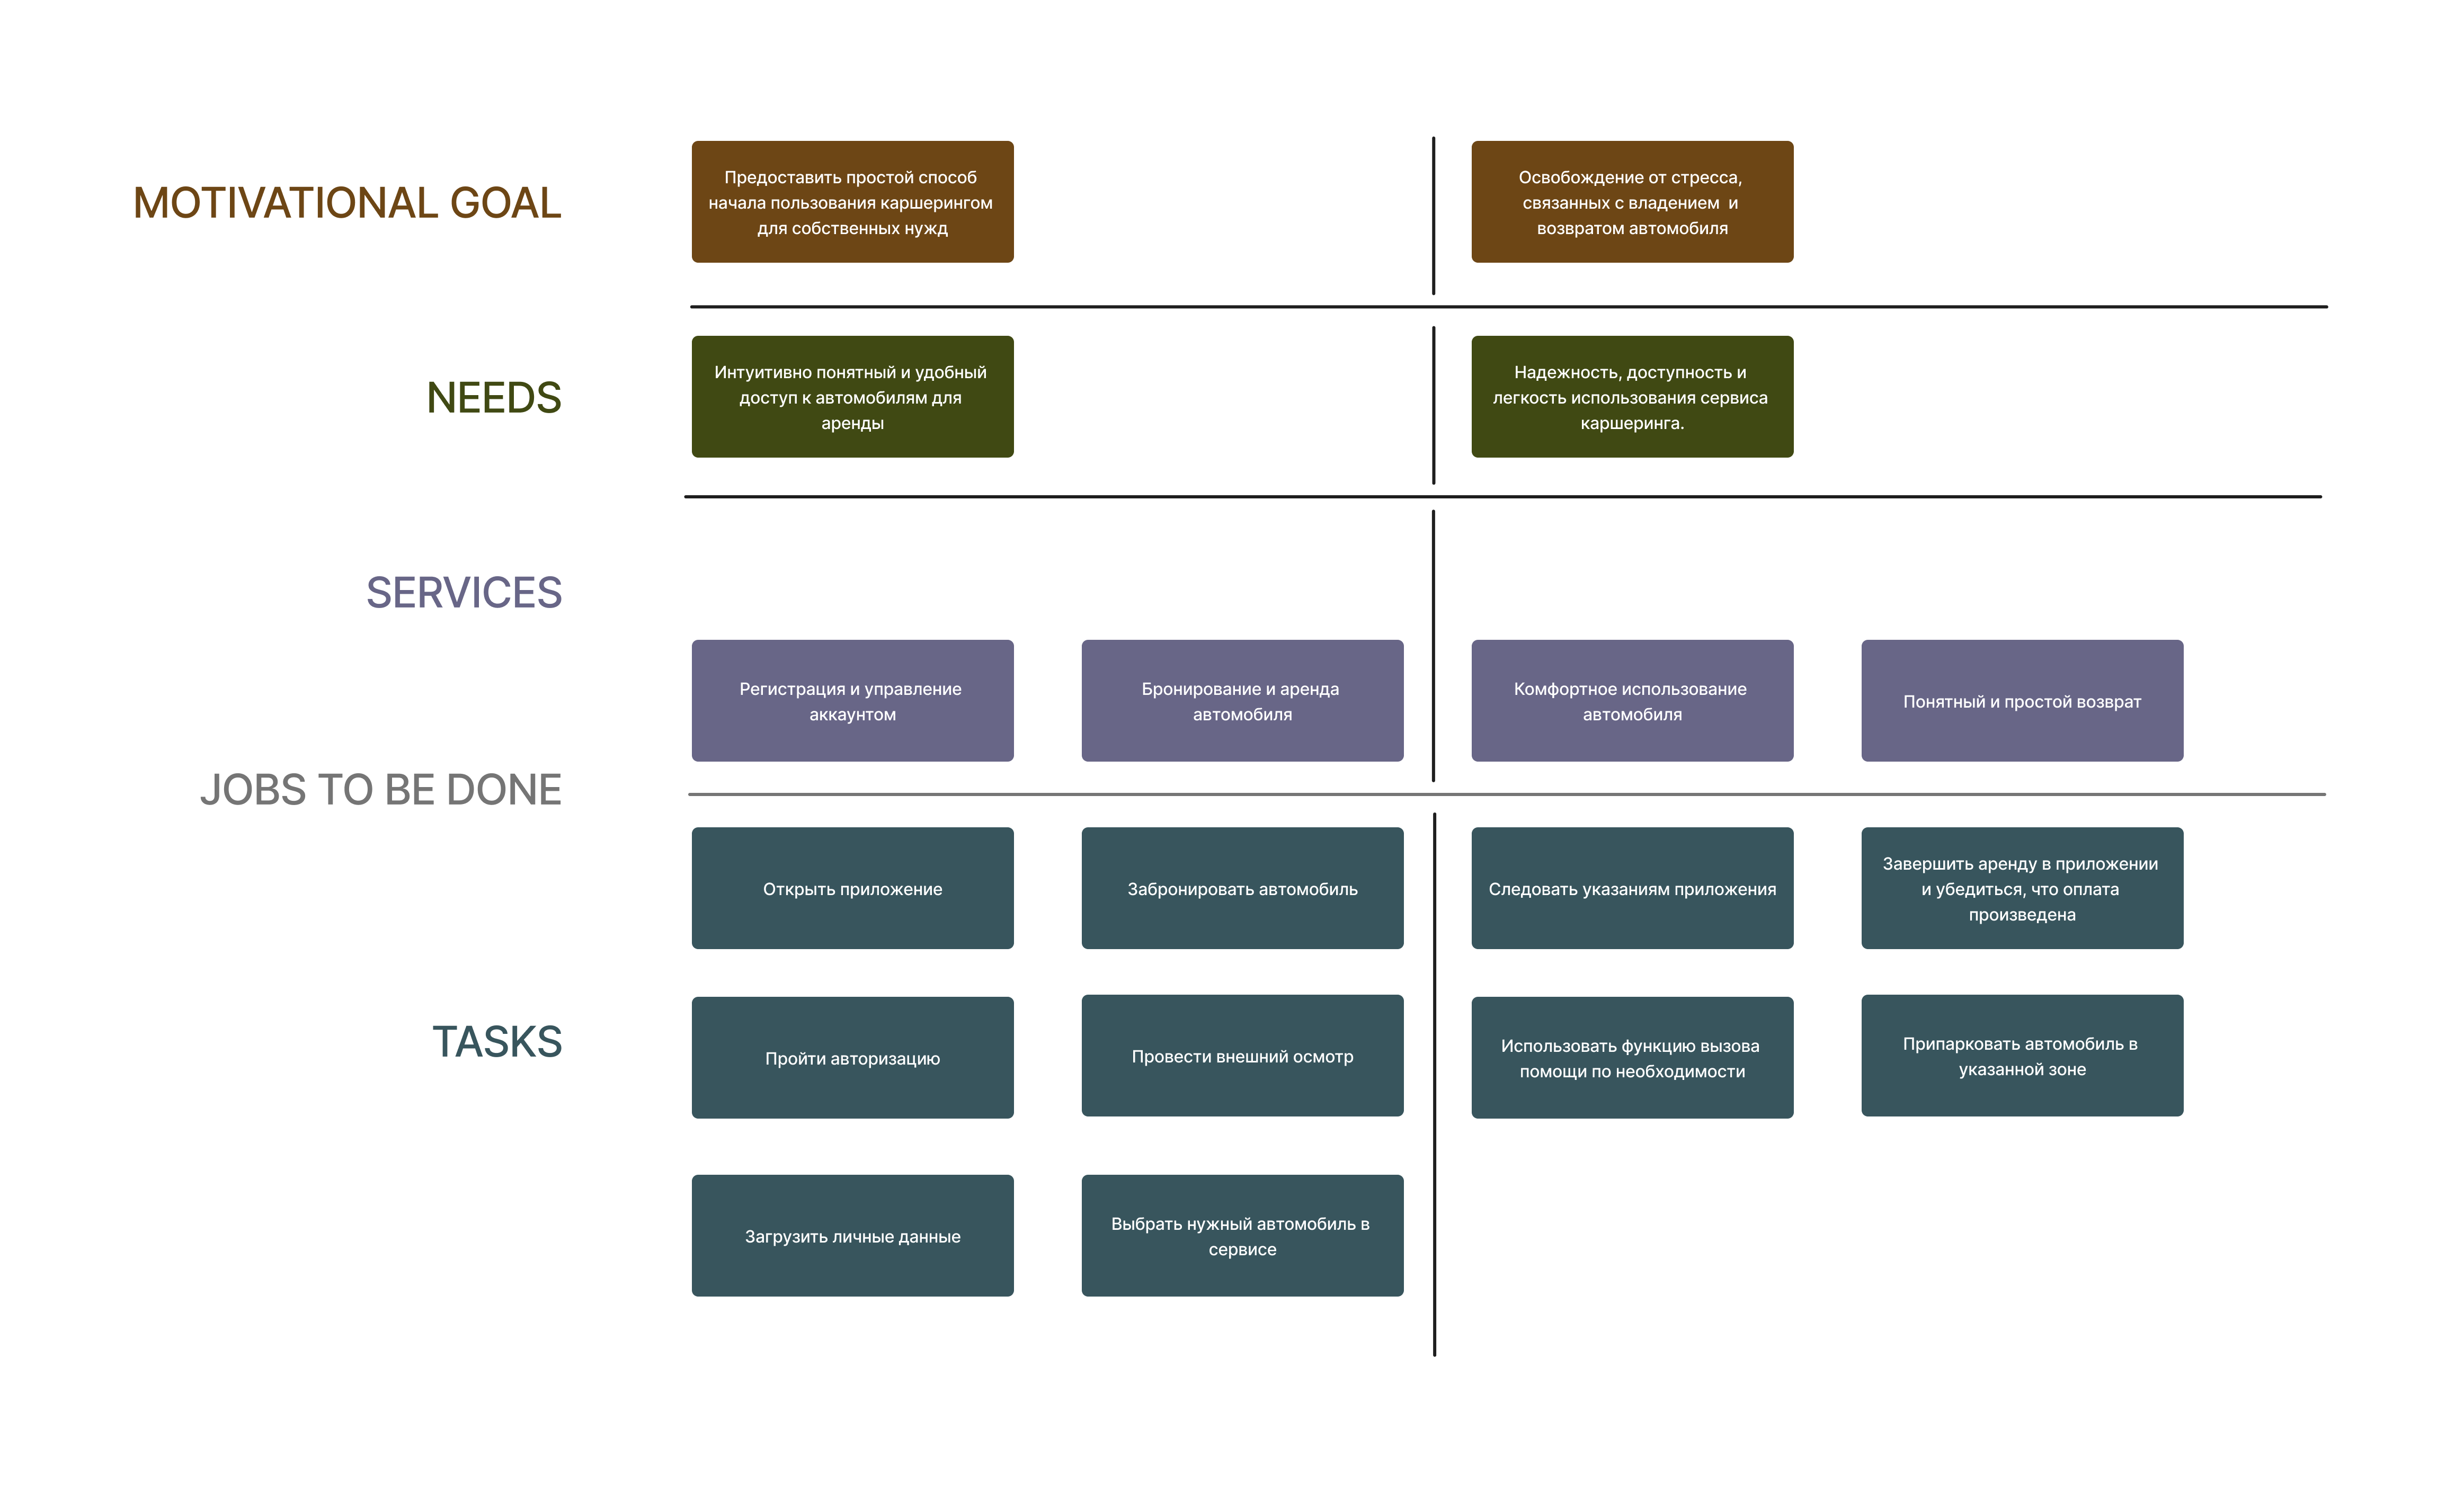 MOTIVATIONAL GOAL
Предоставить простой способ
начала пользования каршерингом
для собственных нужд
Освобождение от стресса,
связанных с владением  и
возвратом автомобиля
NEEDS
Интуитивно понятный и удобный
доступ к автомобилям для
аренды
Надежность, доступность и
легкость использования сервиса
каршеринга.
SERVICES
Регистрация и управление
аккаунтом
Бронирование и аренда
автомобиля
Комфортное использование
автомобиля
Понятный и простой возврат
JOBS TO BE DONE
Открыть приложение
Забронировать автомобиль
Следовать указаниям приложения
Завершить аренду в приложении
и убедиться, что оплата
произведена
TASKS
Пройти авторизацию
Провести внешний осмотр
Использовать функцию вызова
помощи по необходимости
Припарковать автомобиль в
указанной зоне
Загрузить личные данные
Выбрать нужный автомобиль в
сервисе